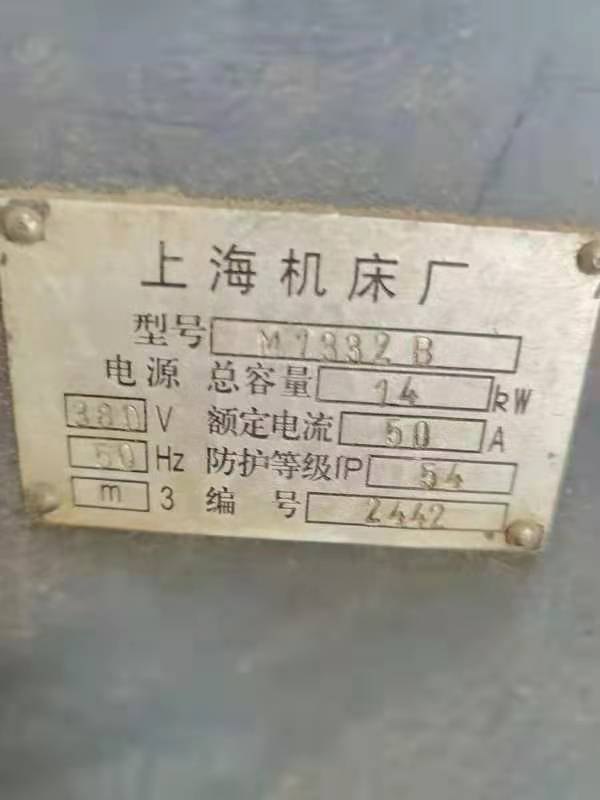 上海机床厂
型号 M1332B
电源 总容量 14 kW
380 V 额定电流 50 A
50 Hz 防护等级IP 54
m 3 编号 2442